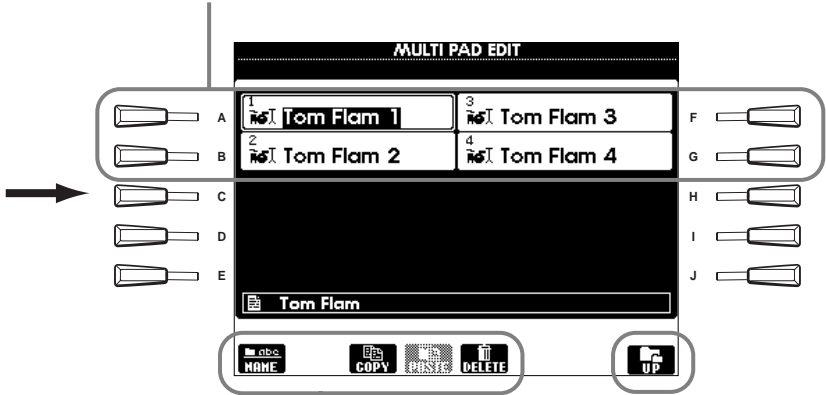 MULTI PAD EDIT
A 1 Tom Flam 1 3 Tom Flam 3 F
B 2 Tom Flam 2 4 Tom Flam 4 G
C H
D I
E J
Tom Flam
abc
NAME COPY PASTE DELETE UP